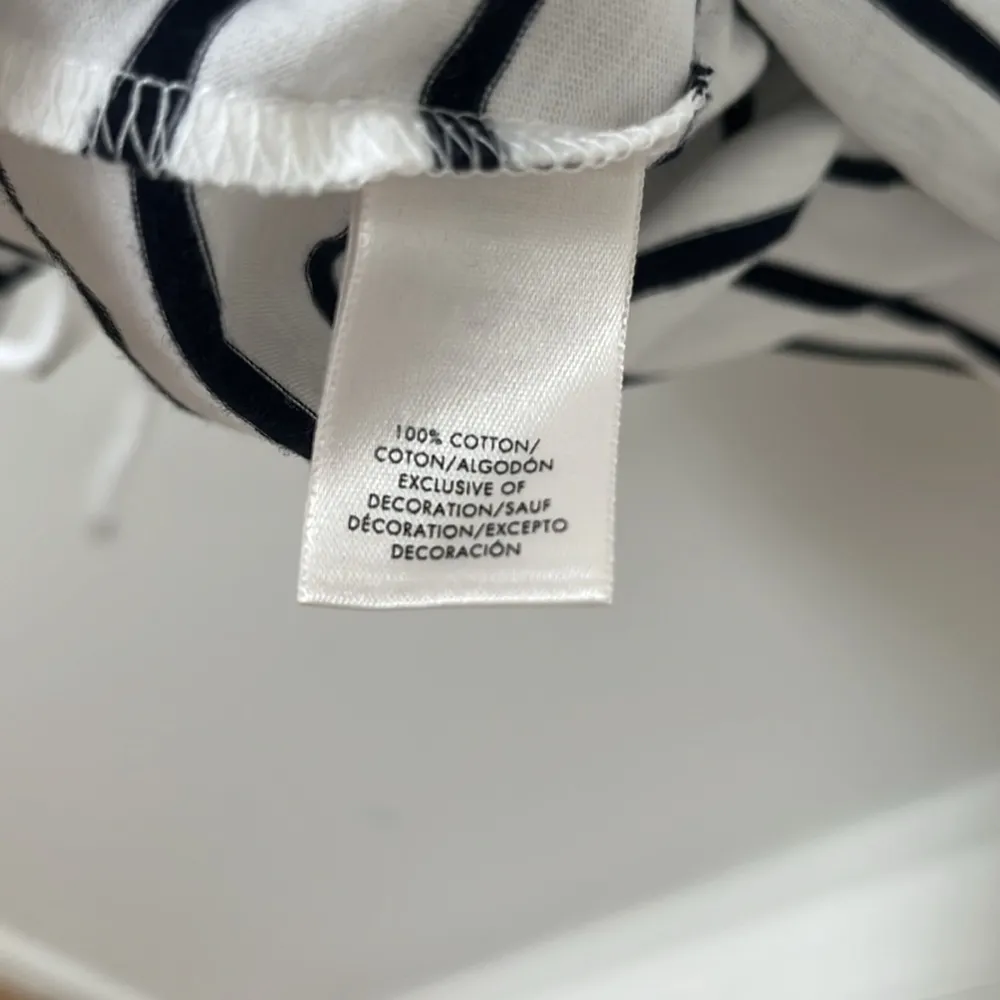 100% COTTON/
COTON/ALGODÓN
EXCLUSIVE OF
DECORATION/SAUF
DÉCORATION/EXCEPTO
DECORACIÓN